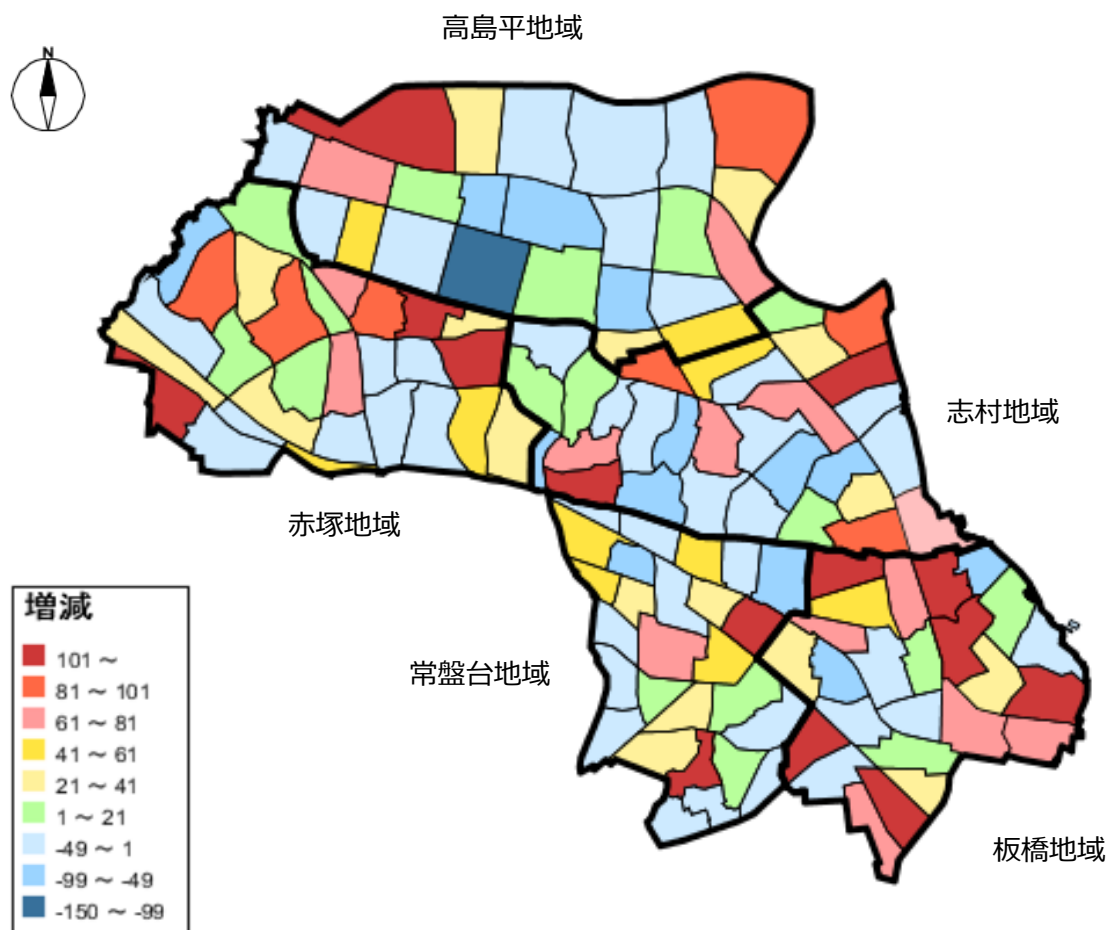 高島平地域
N
志村地域
赤塚地域
常盤台地域
板橋地域
増減
101 ～
81 ～ 101
61 ～ 81
41 ～ 61
21 ～ 41
1 ～ 21
-49 ～ 1
-99 ～ -49
-150 ～ -99